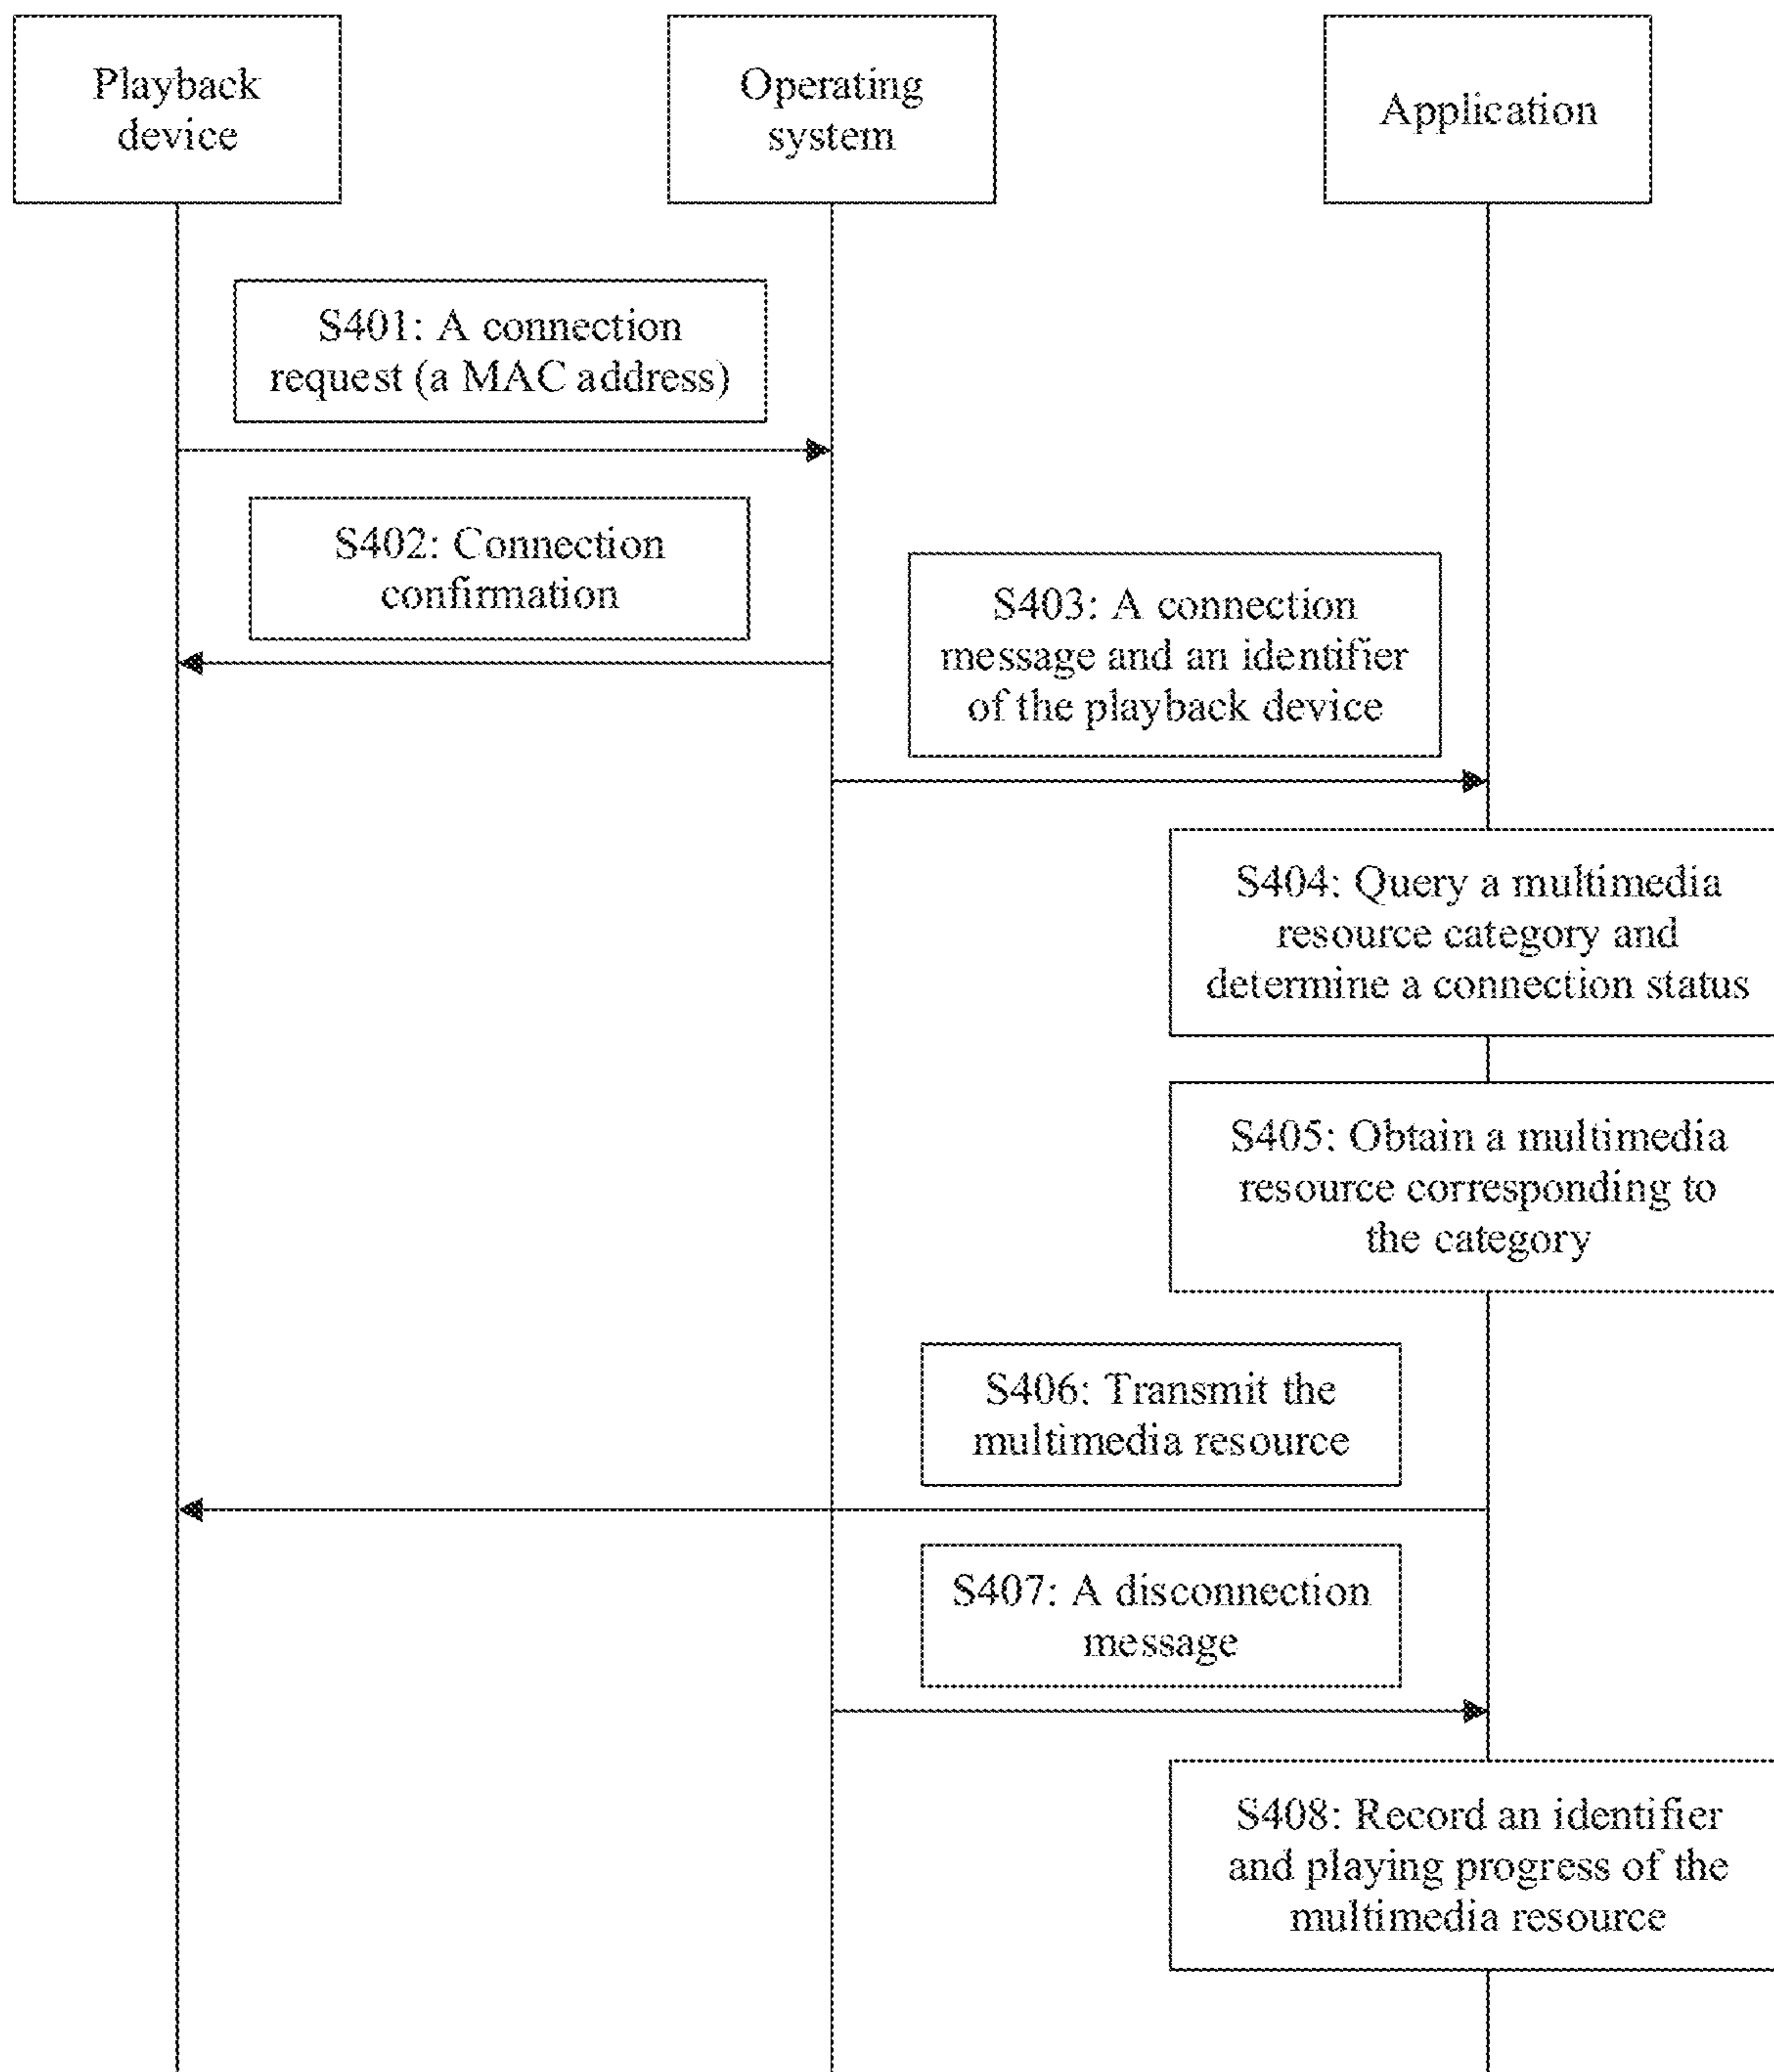 Playback
device
Operating
system
Application
S401: A connection
request (a MAC address)
S402: Connection
confirmation
S403: A connection
message and an identifier
of the playback device
S404: Query a multimedia
resource category and
determine a connection status
S405: Obtain a multimedia
resource corresponding to
the category
S406: Transmit the
multimedia resource
S407: A disconnection
message
S408: Record an identifier
and playing progress of the
multimedia resource